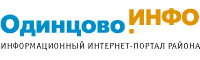 Одинцово.ИНФО
ИНФОРМАЦИОННЫЙ ИНТЕРНЕТ-ПОРТАЛ РАЙОНА